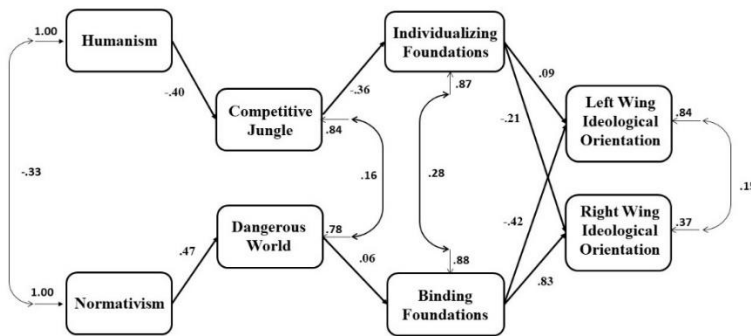 1.00
Humanism
Individualizing
Foundations
-.40
-.36
.87
.09
Competitive
Jungle
.84
-.21
Left Wing
Ideological
Orientation
.84
-.33
.16
.28
.15
Dangerous
World
.78
-.42
Right Wing
Ideological
Orientation
.37
.47
.06
.88
.83
1.00
Normativism
Binding
Foundations